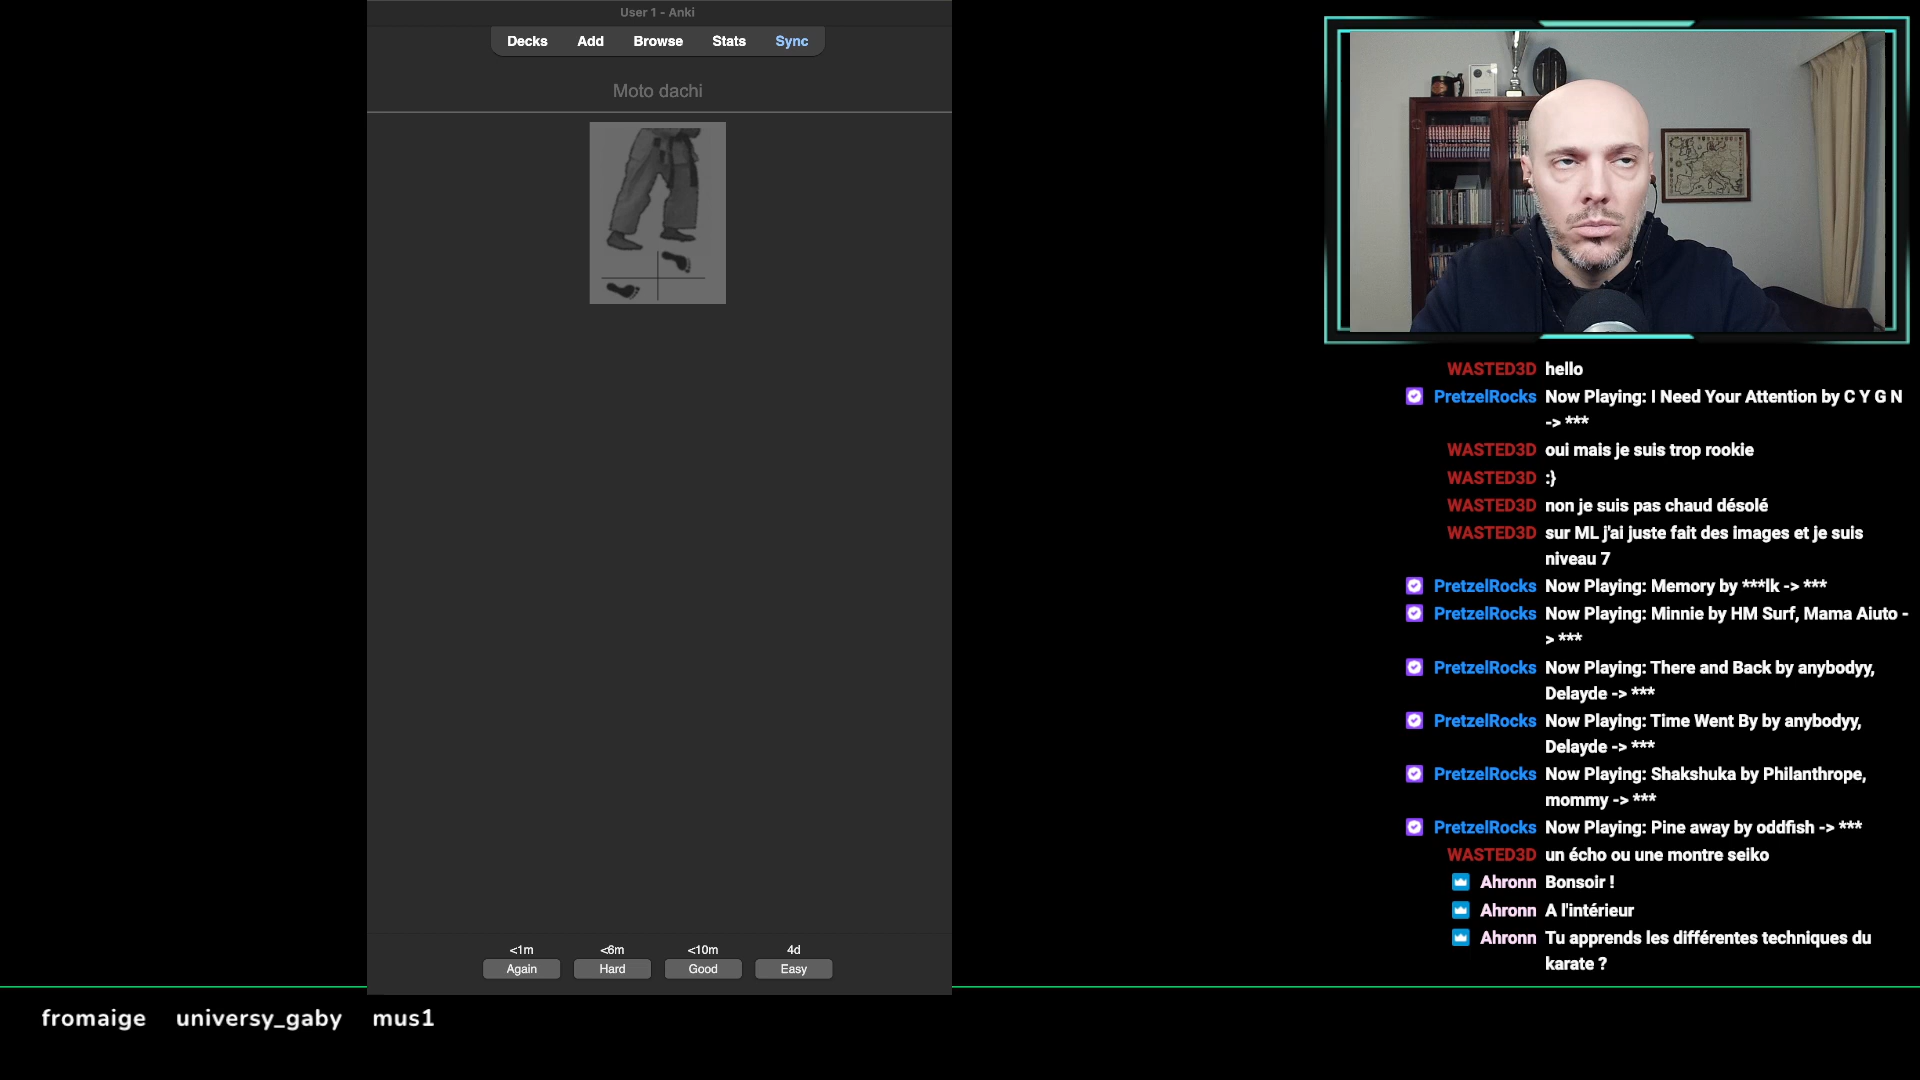 User 1 - Anki
Decks Add Browse Stats Sync
Moto dachi
<1m <6m <10m 4d
Again Hard Good Easy
WASTED3D hello
PretzelRocks Now Playing: I Need Your Attention by C Y G N
-> ***
WASTED3D oui mais je suis trop rookie
WASTED3D :}
WASTED3D non je suis pas chaud désolé
WASTED3D sur ML j'ai juste fait des images et je suis
niveau 7
PretzelRocks Now Playing: Memory by ***lk -> ***
PretzelRocks Now Playing: Minnie by HM Surf, Mama Aiuto -
> ***
PretzelRocks Now Playing: There and Back by anybodyy,
Delayde -> ***
PretzelRocks Now Playing: Time Went By by anybodyy,
Delayde -> ***
PretzelRocks Now Playing: Shakshuka by Philanthrope,
mommy -> ***
PretzelRocks Now Playing: Pine away by oddfish -> ***
WASTED3D un écho ou une montre seiko
Ahronn Bonsoir !
Ahronn A l'intérieur
Ahronn Tu apprends les différentes techniques du
karate ?
fromaige universy_gaby mus1